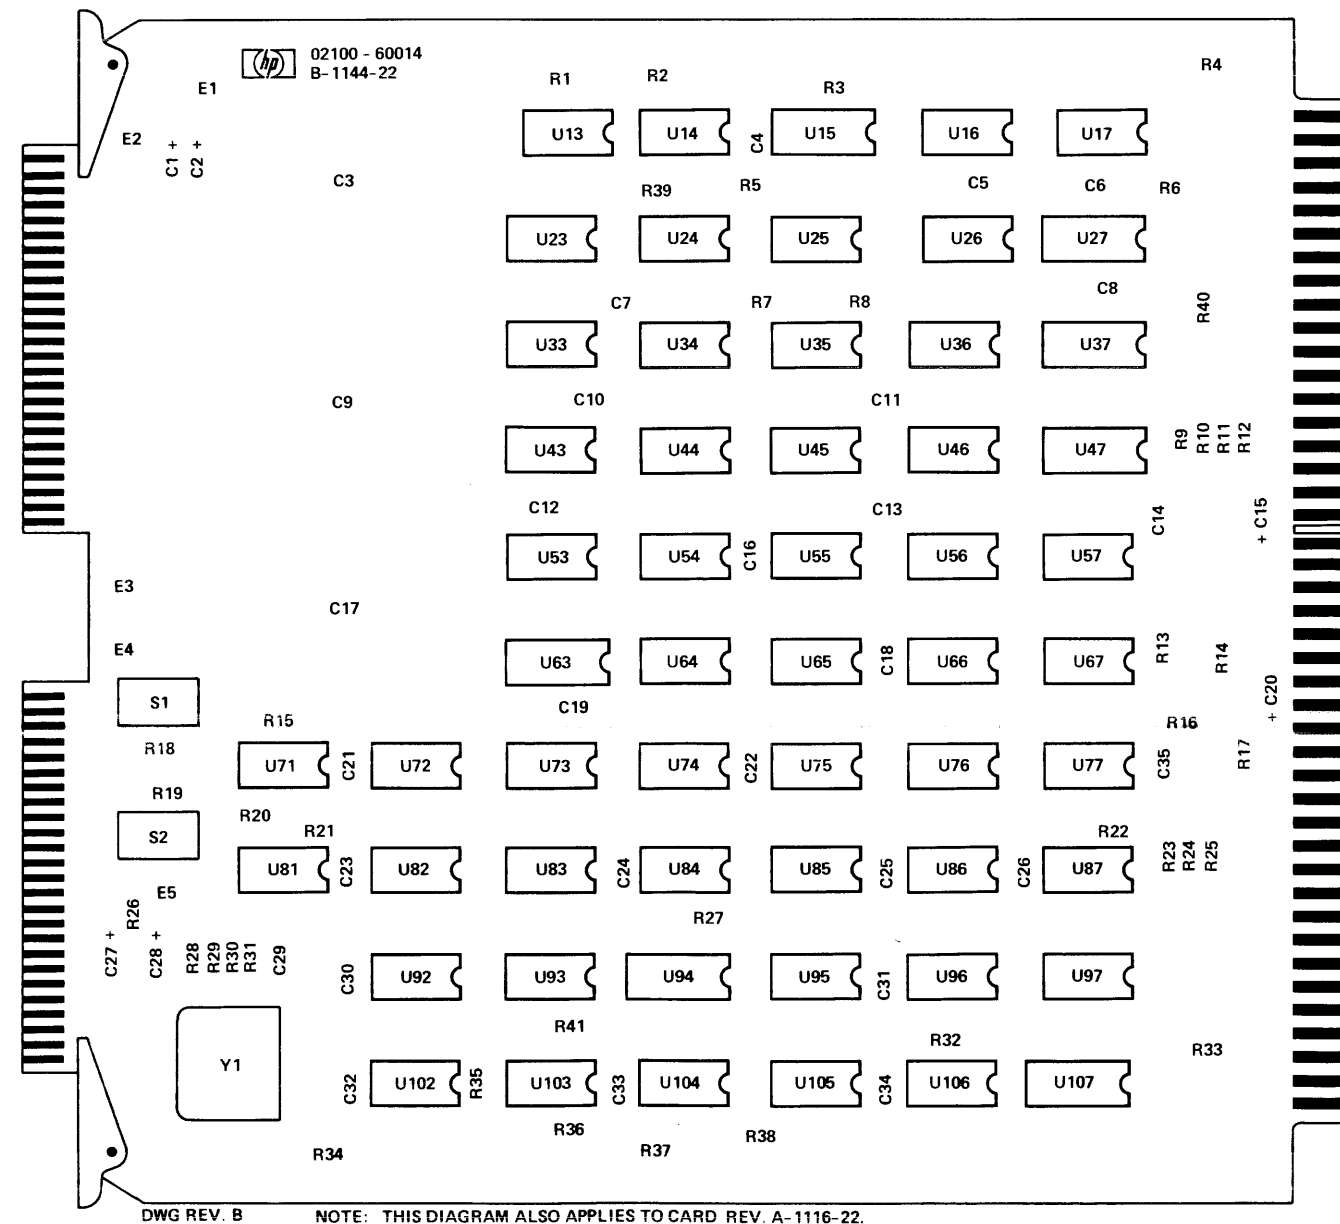 hp 02100-60014
B-1144-22
R4
R1 R2 R3
E1
E2
C1 +
C2 +
U13 U14 C4 U15 U16 U17
C3
R39 R5 C5 C6 R6
U23 U24 U25 U26 U27
C7 R7 R8 C8
R40
U33 U34 U35 U36 U37
C9 C10 C11
U43 U44 U45 U46 U47 R9 R10 R11 R12
C12 C13 C14 + C15
U53 U54 C16 U55 U56 U57
E3 C17
E4
U63 U64 U65 C18 U66 U67 R13 R14
S1
C19 + C20
R15 R16
R18
U71 C21 U72 U73 U74 C22 U75 U76 U77 C35 R17
R19
R20
S2 R21 R22
U81 C23 U82 U83 C24 U84 U85 C25 U86 C26 U87 R23 R24 R25
E5
R26 R27
C27 + C28 + R28 R29 R30 R31 C29 C30 U92 U93 U94 U95 C31 U96 U97
R41 R32
R33
Y1
C32 U102 R35 U103 C33 U104 U105 C34 U106 U107
R36 R38
R34 R37
DWG REV. B NOTE: THIS DIAGRAM ALSO APPLIES TO CARD REV. A-1116-22.